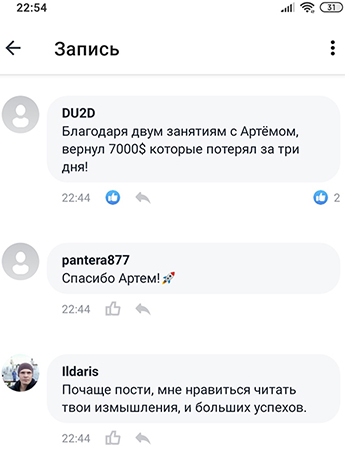 22:54
31
Запись
DU2D
Благодаря двум занятиям с Артёмом,
вернул 7000$ которые потерял за три
дня!
22:44
2
pantera877
Спасибо Артем!🚀
22:44
Ildaris
Почаще пости, мне нравиться читать
твои измышления, и больших успехов.
22:44